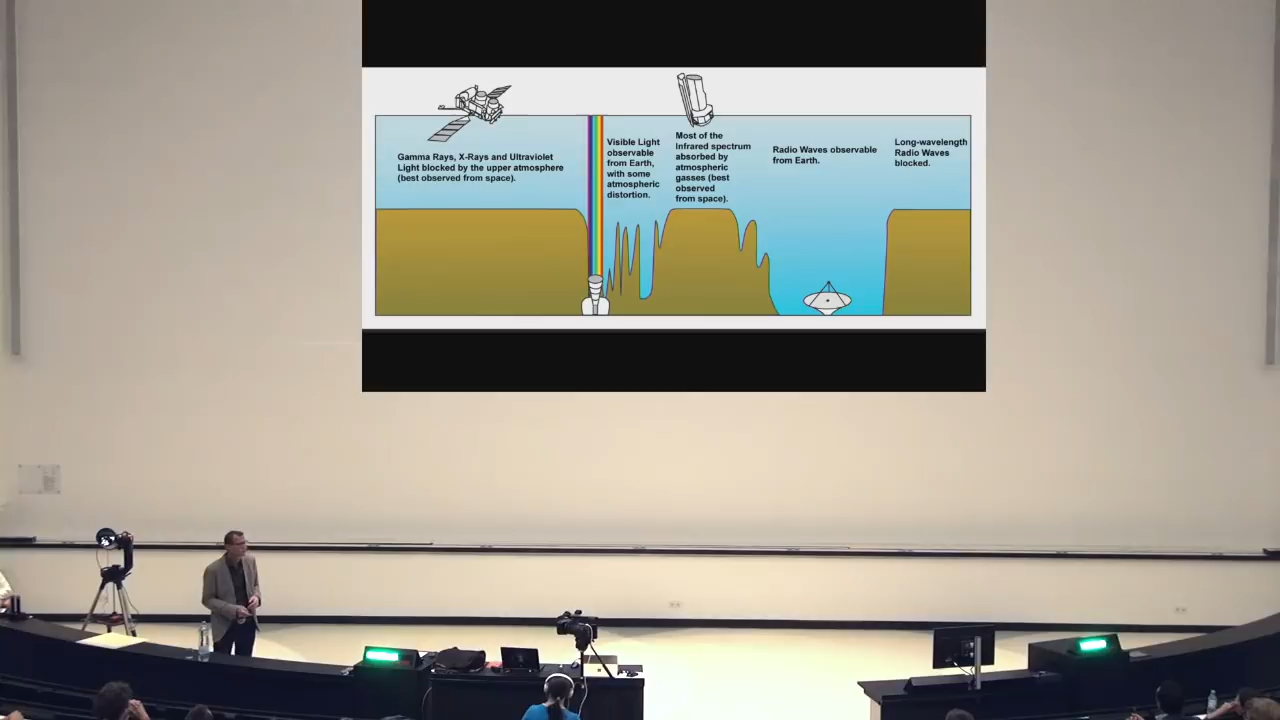 Gamma Rays, X-Rays and Ultraviolet
Light blocked by the upper atmosphere
(best observed from space).
Visible Light
observable
from Earth,
with some
atmospheric
distortion.
Most of the
Infrared spectrum
absorbed by
atmospheric
gasses (best
observed
from space).
Radio Waves observable
from Earth.
Long-wavelength
Radio Waves
blocked.